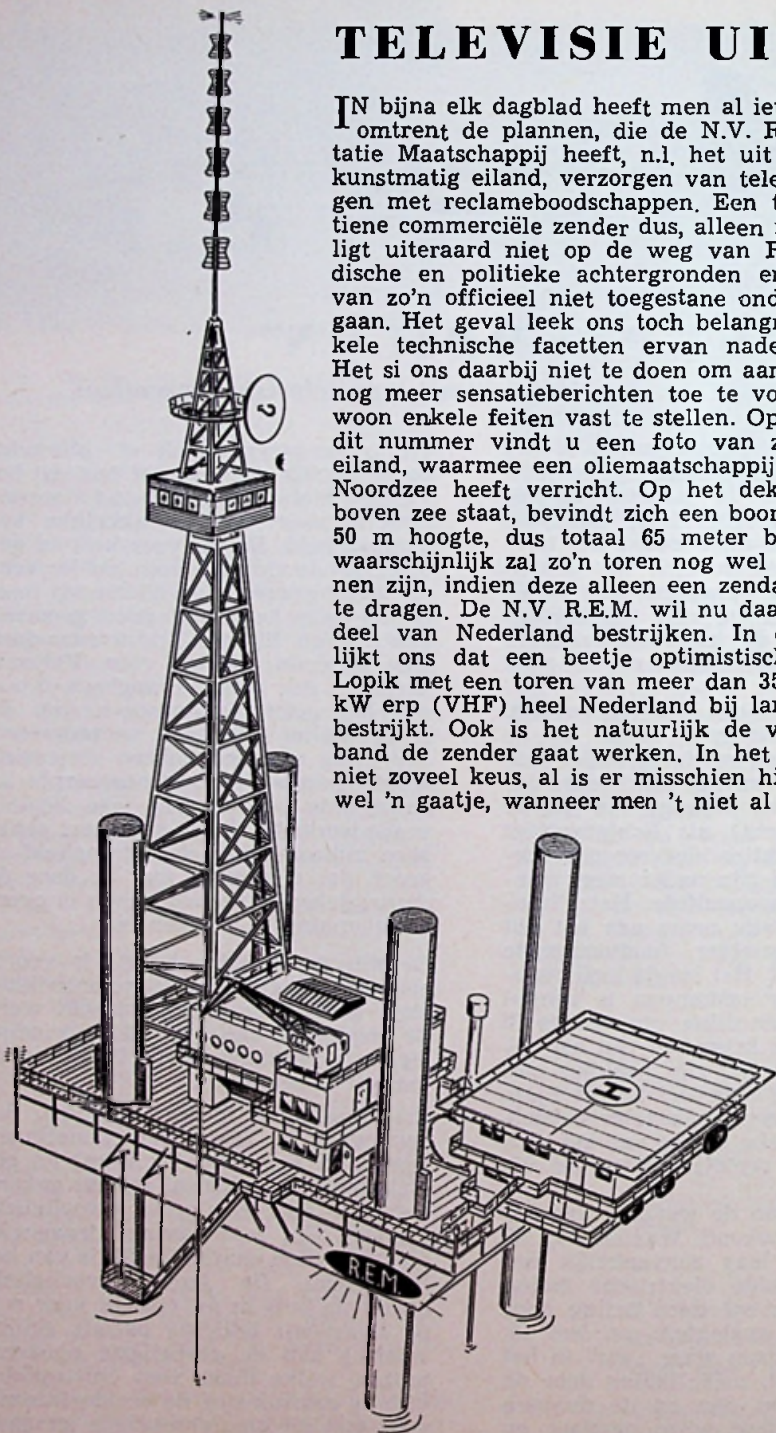 TELEVISIE UI
IN bijna elk dagblad heeft men al ie
omtrent de plannen, die de N.V. R
tatie Maatschappij heeft, n.l. het uit
kunstmatig eiland, verzorgen van tele
gen met reclameboodschappen. Een
tiene commerciële zender dus, alleen
ligt uiteraard niet op de weg van
dische en politieke achtergronden en
van zo'n officieel niet toegestane ond
gaan. Het geval leek ons toch belangr
kele technische facetten ervan nade
Het si ons daarbij niet te doen om aan
nog meer sensatieberichten toe te vo
woon enkele feiten vast te stellen. Op
dit nummer vindt u een foto van z
eiland, waarmee een oliemaatschappij
Noordzee heeft verricht. Op het dek
boven zee staat, bevindt zich een boor
50 m hoogte, dus totaal 65 meter b
waarschijnlijk zal zo'n toren nog wel
nen zijn, indien deze alleen een zenda
te dragen. De N.V. R.E.M. wil nu daa
deel van Nederland bestrijken. In
lijkt ons dat een beetje optimistisch
Lopik met een toren van meer dan 35
kW erp (VHF) heel Nederland bij lan
bestrijkt. Ook is het natuurlijk de v
band de zender gaat werken. In het
niet zoveel keus, al is er misschien hi
wel 'n gaatje, wanneer men 't niet al
?
H
R.E.M.